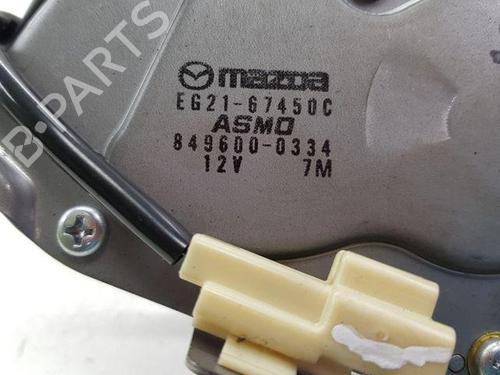 B-PARTS
mazda
EG21-67450C
ASMO
849600-0334
12V 7M